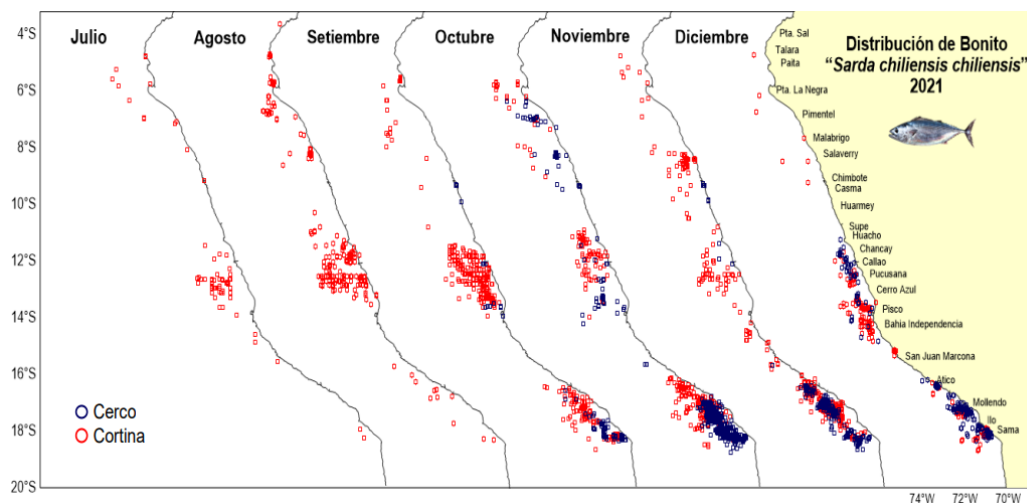 Julio
Agosto
Setiembre
Octubre
Noviembre
Diciembre
Distribución de Bonito
“Sarda chiliensis chiliensis”
2021
4°S
6°S
8°S
10°S
12°S
14°S
16°S
18°S
20°S
Pta. Sal
Talara
Paita
Pta. La Negra
Pimentel
Malabrigo
Salaverry
Chimbote
Casma
Huarmey
Supe
Huacho
Chancay
Callao
Pucusana
Cerro Azul
Pisco
Bahia Independencia
San Juan Marcona
Atico
Mollendo
Ilo
Sama
Cerco
Cortina
74°W
72°W
70°W